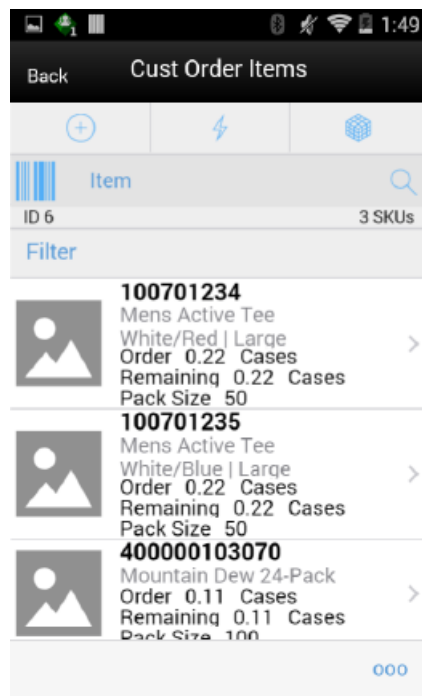 1:49
Back
Cust Order Items
Item
ID 6
3 SKUs
Filter
100701234
Mens Active Tee
White/Red | Large
Order 0.22 Cases
Remaining 0.22 Cases
Pack Size 50
100701235
Mens Active Tee
White/Blue | Large
Order 0.22 Cases
Remaining 0.22 Cases
Pack Size 50
400000103070
Mountain Dew 24-Pack
Order 0.11 Cases
Remaining 0.11 Cases
Pack Size 100